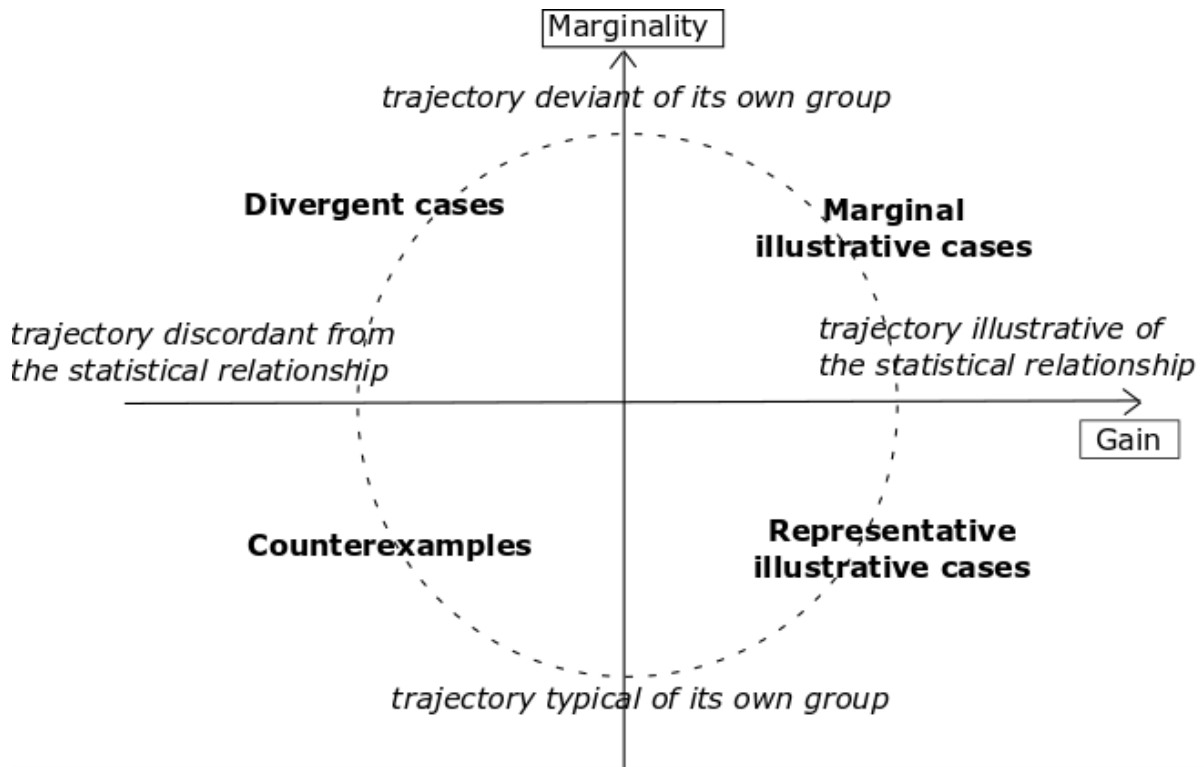 Marginality
trajectory deviant of its own group
Divergent cases
Marginal
illustrative cases
trajectory discordant from
the statistical relationship
trajectory illustrative of
the statistical relationship
Gain
Counterexamples
Representative
illustrative cases
trajectory typical of its own group